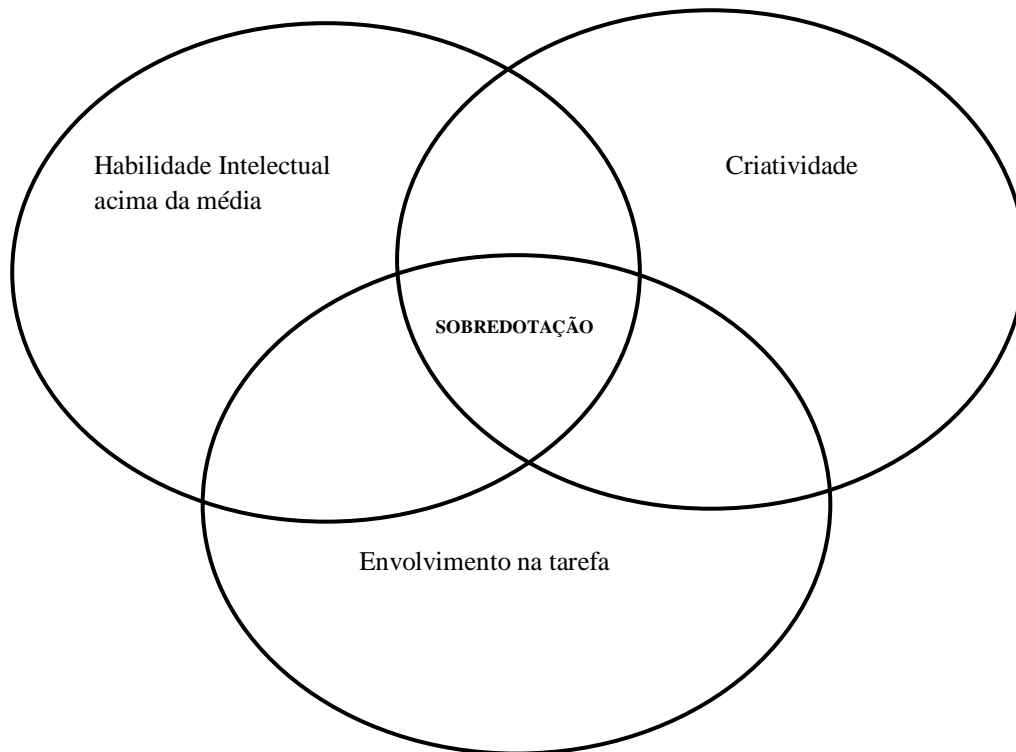 Habilidade Intelectual
acima da média
Criatividade
SOBREDOTAÇÃO
Envolvimento na tarefa